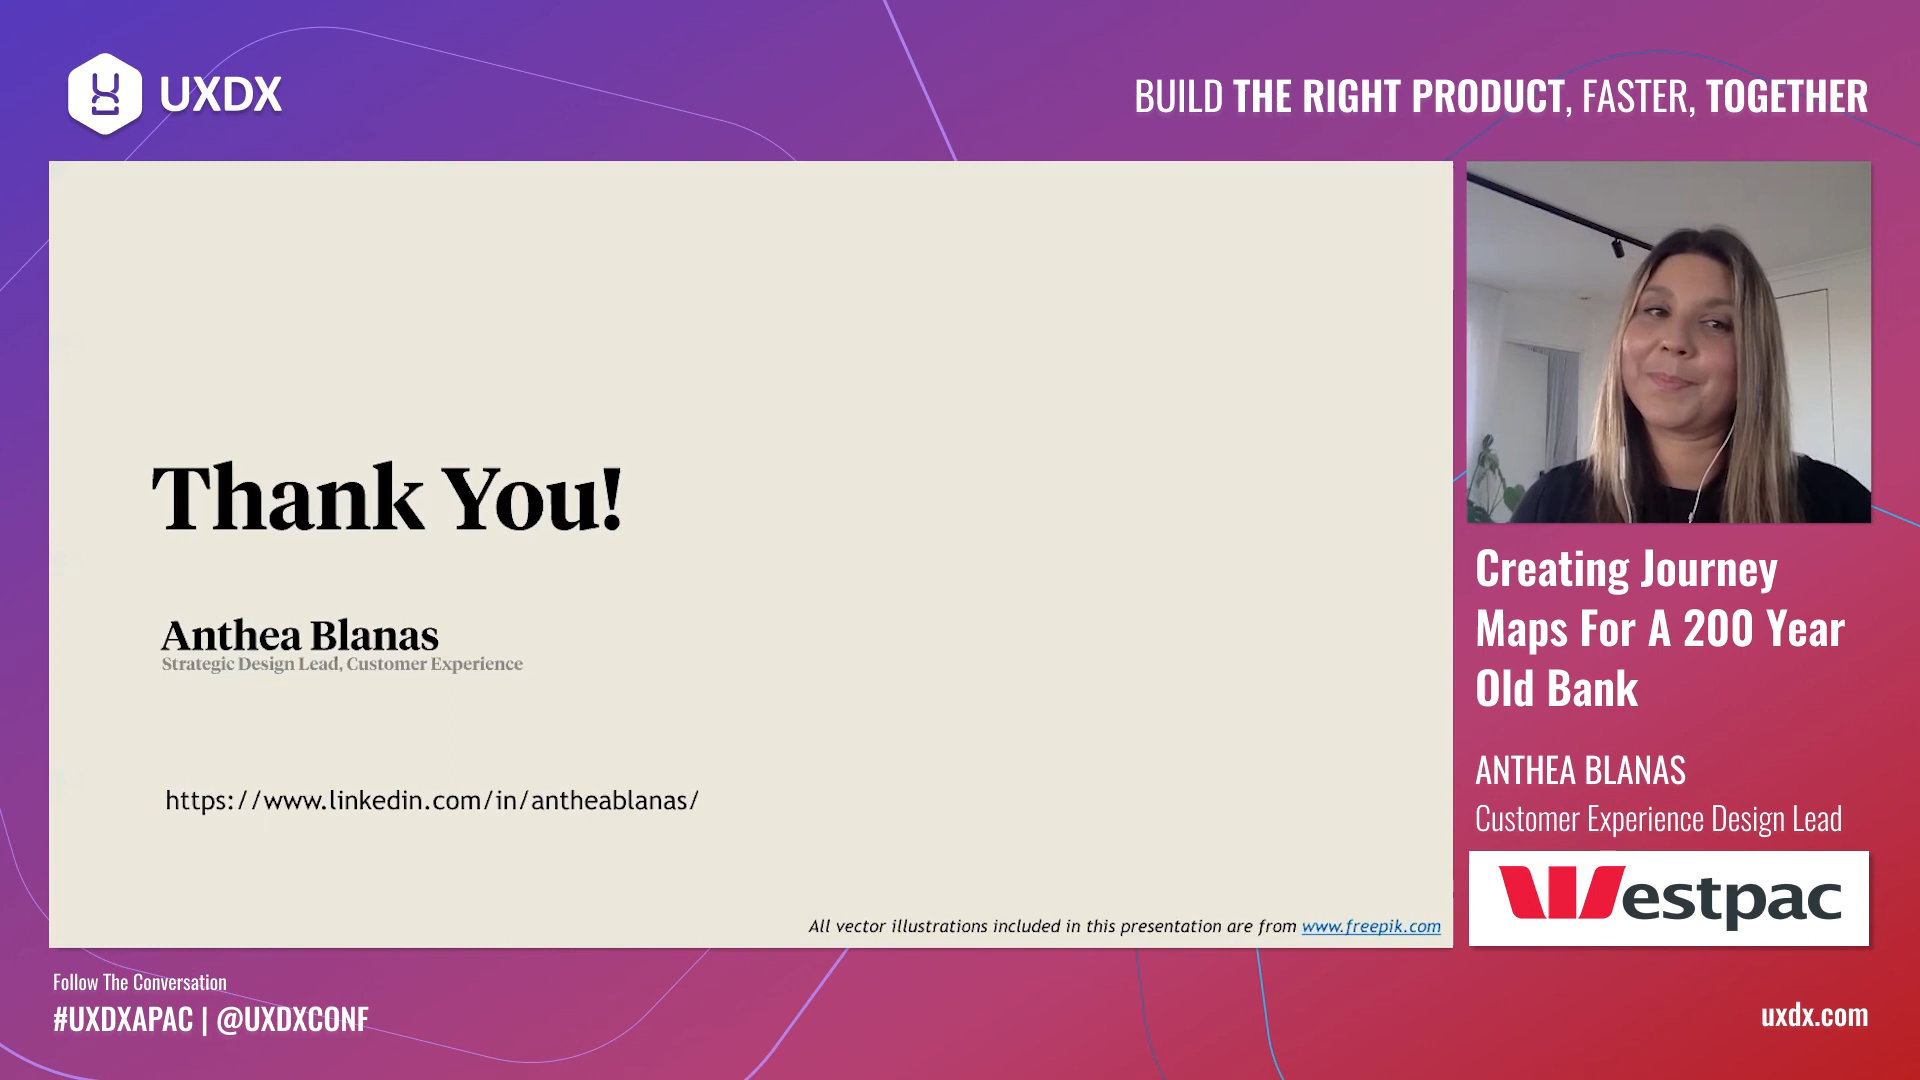 UXDX
BUILD THE RIGHT PRODUCT, FASTER, TOGETHER
Thank You!
Anthea Blanas
Strategic Design Lead, Customer Experience
https://www.linkedin.com/in/antheablanas/
All vector illustrations included in this presentation are from www.freepik.com
Creating Journey
Maps For A 200 Year
Old Bank
ANTHEA BLANAS
Customer Experience Design Lead
Westpac
Follow The Conversation
#UXDXAPAC | @UXDXCONF
uxdx.com